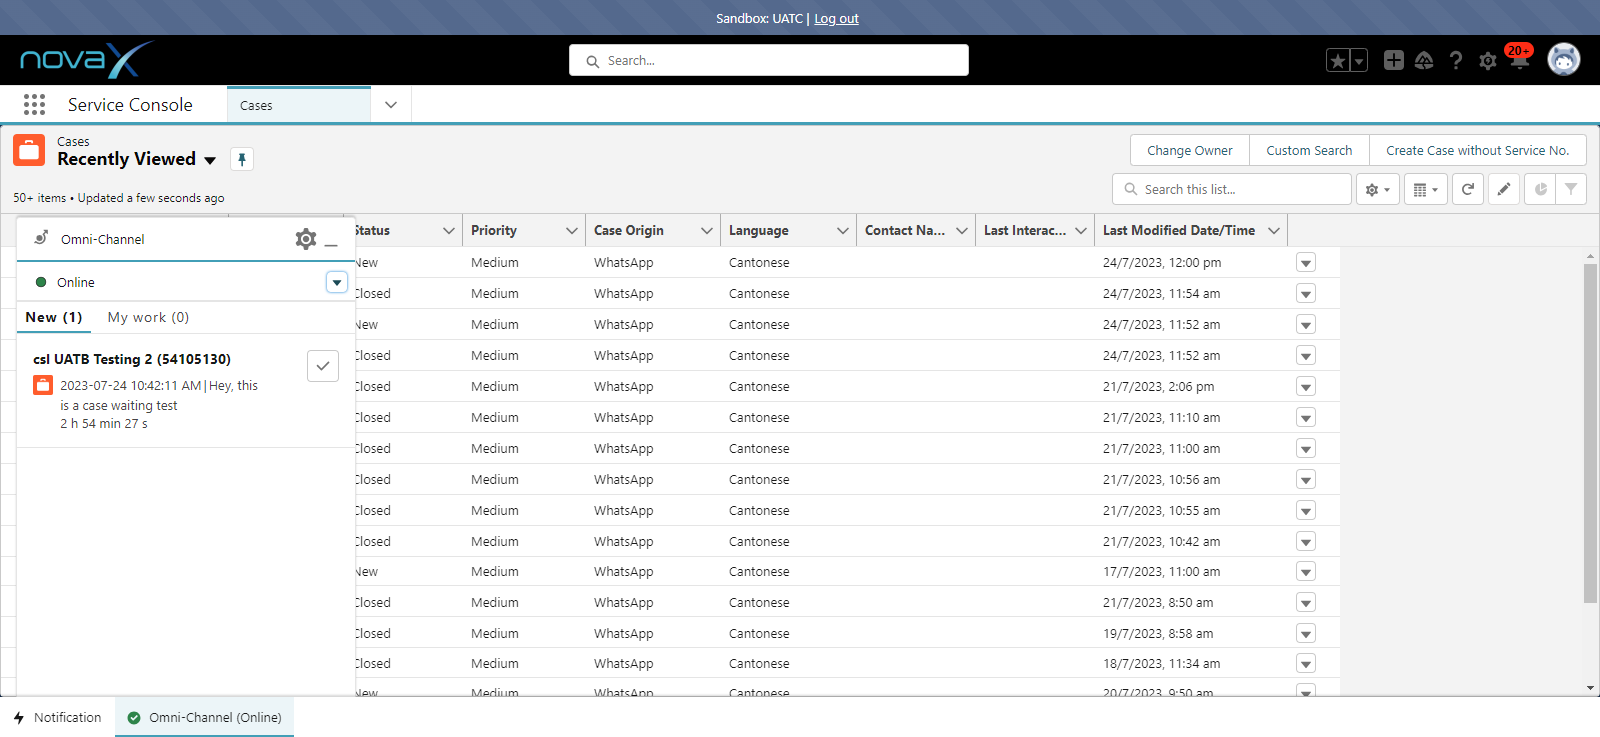 Sandbox: UATC | Log out
novaX
Search...
20+
Service Console
Cases
Cases
Recently Viewed
Change Owner
Custom Search
Create Case without Service No.
50+ items • Updated a few seconds ago
Search this list...
Status Priority Case Origin Language Contact Na... Last Interac... Last Modified Date/Time
New Medium WhatsApp Cantonese 24/7/2023, 12:00 pm
Closed Medium WhatsApp Cantonese 24/7/2023, 11:54 am
New Medium WhatsApp Cantonese 24/7/2023, 11:52 am
Closed Medium WhatsApp Cantonese 24/7/2023, 11:52 am
Closed Medium WhatsApp Cantonese 21/7/2023, 2:06 pm
Closed Medium WhatsApp Cantonese 21/7/2023, 11:10 am
Closed Medium WhatsApp Cantonese 21/7/2023, 11:00 am
Closed Medium WhatsApp Cantonese 21/7/2023, 10:56 am
Closed Medium WhatsApp Cantonese 21/7/2023, 10:55 am
Closed Medium WhatsApp Cantonese 21/7/2023, 10:42 am
New Medium WhatsApp Cantonese 17/7/2023, 11:00 am
Closed Medium WhatsApp Cantonese 21/7/2023, 8:50 am
Closed Medium WhatsApp Cantonese 19/7/2023, 8:58 am
Closed Medium WhatsApp Cantonese 18/7/2023, 11:34 am
New Medium WhatsApp Cantonese 20/7/2023, 9:50 am
Omni-Channel
Online
New (1) My work (0)
csl UATB Testing 2 (54105130)
2023-07-24 10:42:11 AM|Hey, this
is a case waiting test
2 h 54 min 27 s
Notification
Omni-Channel (Online)